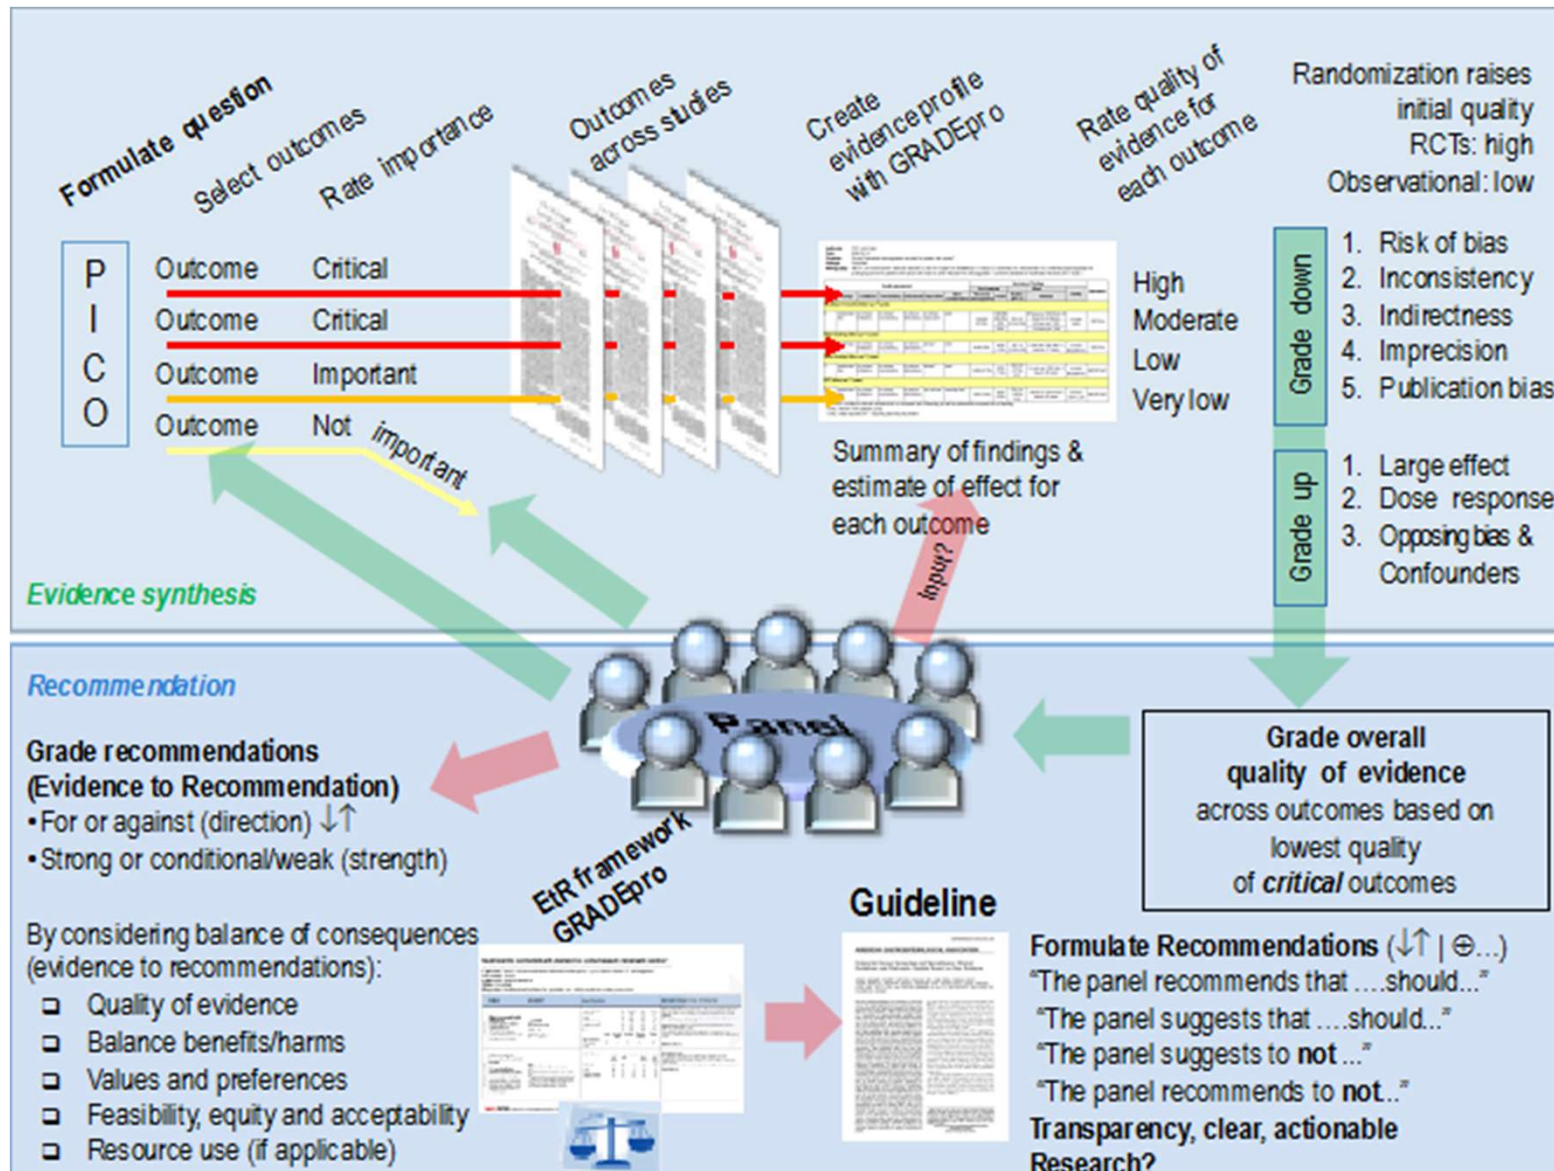 Formulate question
Select outcomes
Rate importance
Outcomes
across studies
Create
evidence profile
with GRADEpro
Rate quality of
evidence for
each outcome
Randomization raises
initial quality
RCTs: high
Observational: low
P
I
C
O
Outcome Critical
Outcome Critical
Outcome Important
Outcome Not
important
High
Moderate
Low
Very low
Summary of findings &
estimate of effect for
each outcome
Grade down
1. Risk of bias
2. Inconsistency
3. Indirectness
4. Imprecision
5. Publication bias
Grade up
1. Large effect
2. Dose response
3. Opposing bias &
Confounders
Input?
Evidence synthesis
Recommendation
Panel
Grade recommendations
(Evidence to Recommendation)
• For or against (direction) ↓↑
• Strong or conditional/weak (strength)
By considering balance of consequences
(evidence to recommendations):
❑ Quality of evidence
❑ Balance benefits/harms
❑ Values and preferences
❑ Feasibility, equity and acceptability
❑ Resource use (if applicable)
EtR framework
GRADEpro
Guideline
Grade overall
quality of evidence
across outcomes based on
lowest quality
of critical outcomes
Formulate Recommendations (↓↑ | ⊕...)
“The panel recommends that ....should...”
“The panel suggests that ....should...”
“The panel suggests to not ...”
“The panel recommends to not...”
Transparency, clear, actionable
Research?